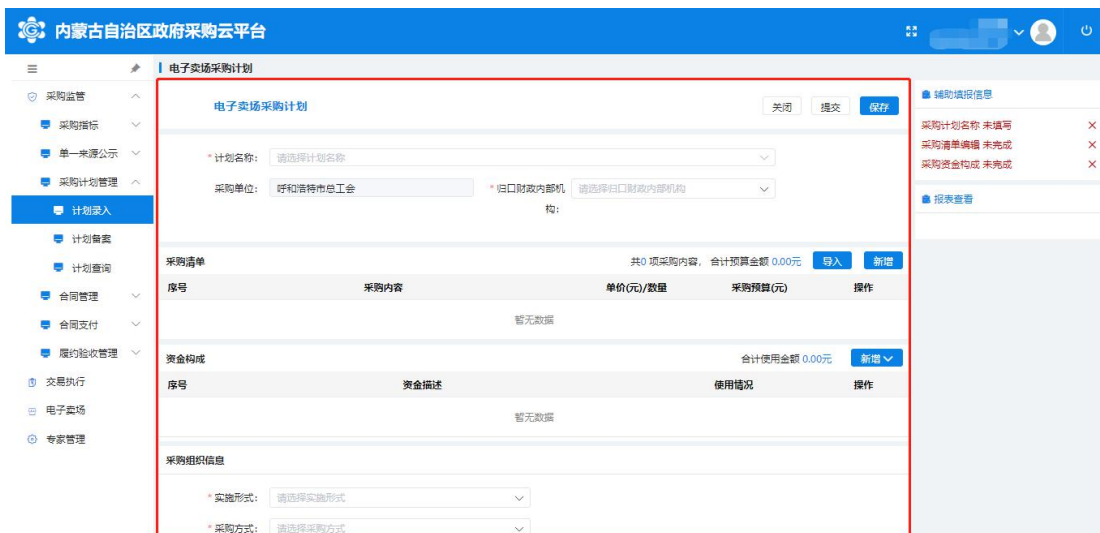 内蒙古自治区政府采购云平台
电子卖场采购计划
采购监管
采购指标
单一来源公示
采购计划管理
计划录入
计划备案
计划查询
合同管理
合同支付
履约验收管理
交易执行
电子卖场
专家管理
电子卖场采购计划
关闭 提交 保存
*计划名称： 请选择计划名称
采购单位： 呼和浩特市总工会 *归口财政内部机构： 请选择归口财政内部机构
采购清单 共0 项采购内容，合计预算金额 0.00元 导入 新增
序号 采购内容 单价(元)/数量 采购预算(元) 操作
暂无数据
资金构成 合计使用金额 0.00元 新增
序号 资金描述 使用情况 操作
暂无数据
采购组织信息
*实施形式： 请选择实施形式
*采购方式： 请选择采购方式
辅助填报信息
采购计划名称 未填写
采购清单编辑 未完成
采购资金构成 未完成
报表查看